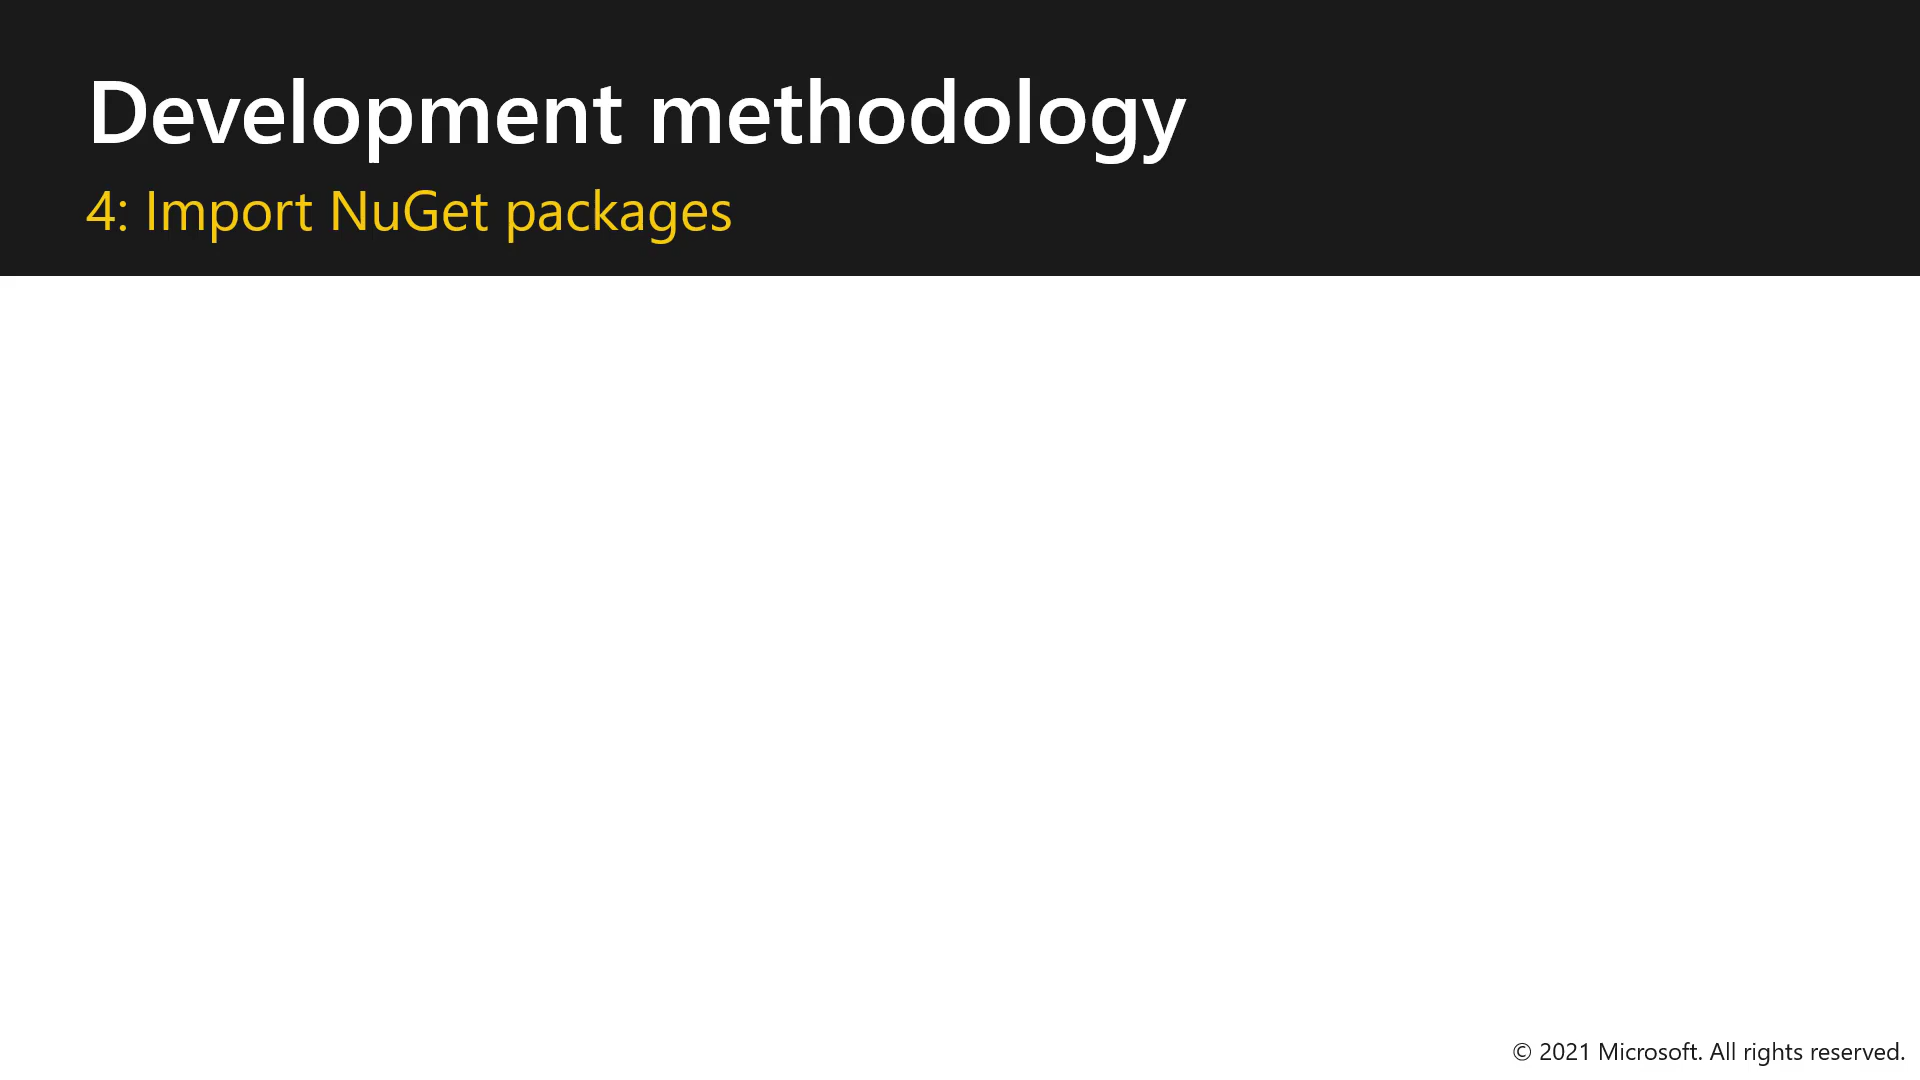 Development methodology
4: Import NuGet packages
© 2021 Microsoft. All rights reserved.